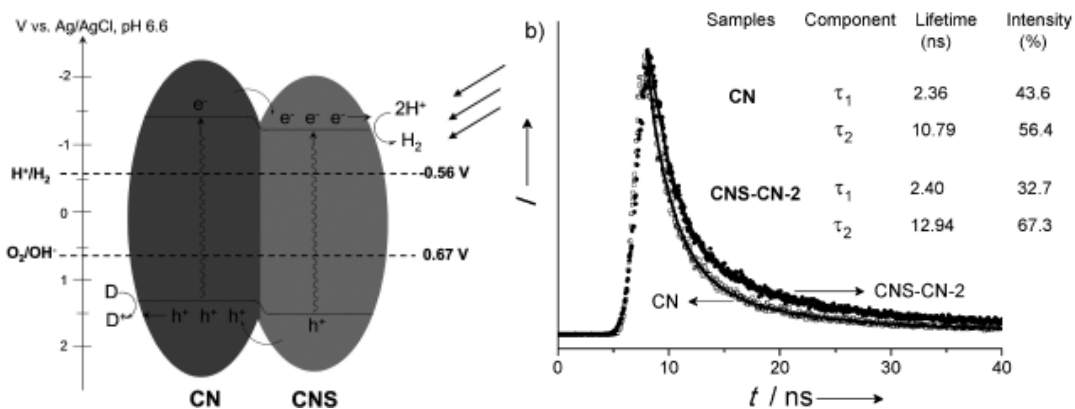 V vs. Ag/AgCl, pH 6.6
-2
-1
0
1
2
H⁺/H₂
O₂/OH⁻
-0.56 V
0.67 V
e⁻
e⁻ e⁻ e⁻
2H⁺
H₂
D
D⁺
h⁺ h⁺ h⁺
h⁺
CN CNS
b)
Samples Component Lifetime (ns) Intensity (%)
CN τ₁ 2.36 43.6
τ₂ 10.79 56.4
CNS-CN-2 τ₁ 2.40 32.7
τ₂ 12.94 67.3
I
CN
CNS-CN-2
0 10 20 30 40
t / ns